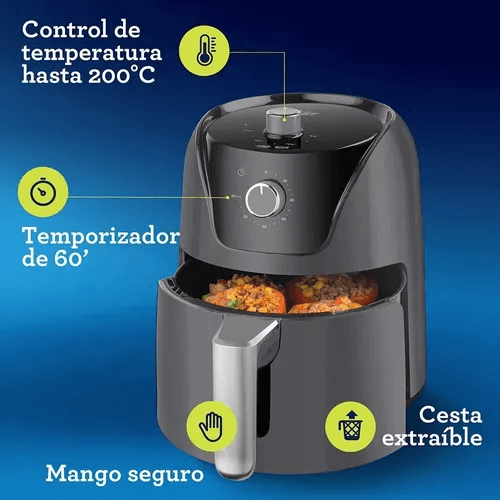 Control de
temperatura
hasta 200°C
Temporizador
de 60’
Cesta
extraíble
Mango seguro